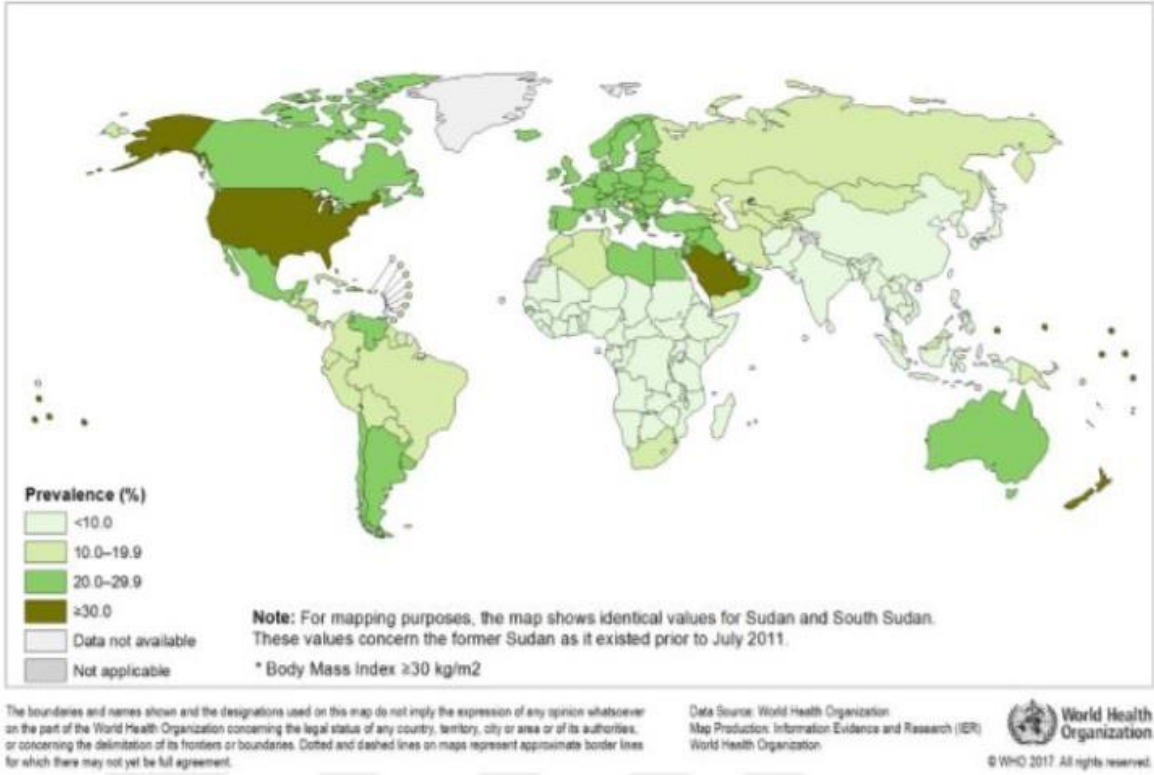 Prevalence (%)
<10.0
10.0–19.9
20.0–29.9
≥30.0
Data not available
Not applicable
Note: For mapping purposes, the map shows identical values for Sudan and South Sudan.
These values concern the former Sudan as it existed prior to July 2011.
* Body Mass Index ≥30 kg/m2
The boundaries and names shown and the designations used on this map do not imply the expression of any opinion whatsoever
on the part of the World Health Organization concerning the legal status of any country, territory, city or area or of its authorities,
or concerning the delimitation of its frontiers or boundaries. Dotted and dashed lines on maps represent approximate border lines
for which there may not yet be full agreement.
Data Source: World Health Organization
Map Production: Information Evidence and Research (IER)
World Health Organization
World Health
Organization
© WHO 2017. All rights reserved.